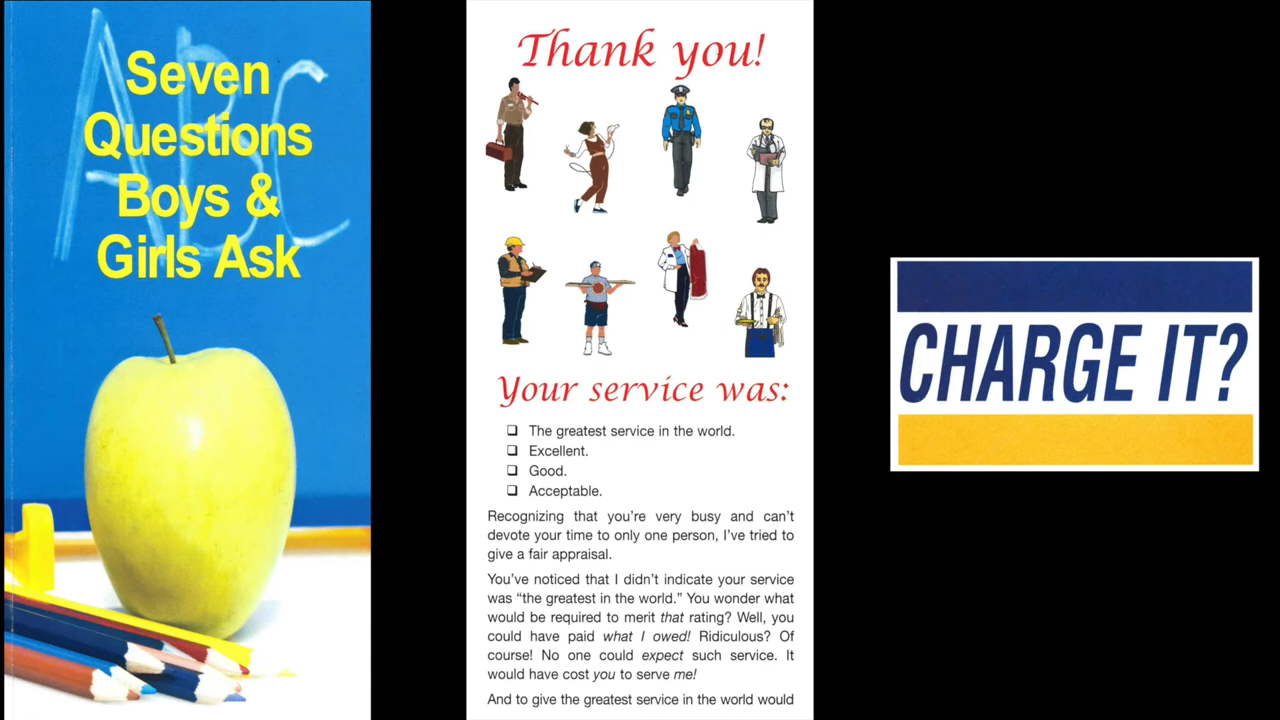 ABC
Seven
Questions
Boys &
Girls Ask
Thank you!
Your service was:
❑ The greatest service in the world.
❑ Excellent.
❑ Good.
❑ Acceptable.
Recognizing that you’re very busy and can’t
devote your time to only one person, I’ve tried to
give a fair appraisal.
You’ve noticed that I didn’t indicate your service
was “the greatest in the world.” You wonder what
would be required to merit that rating? Well, you
could have paid what I owed! Ridiculous? Of
course! No one could expect such service. It
would have cost you to serve me!
And to give the greatest service in the world would
CHARGE IT?